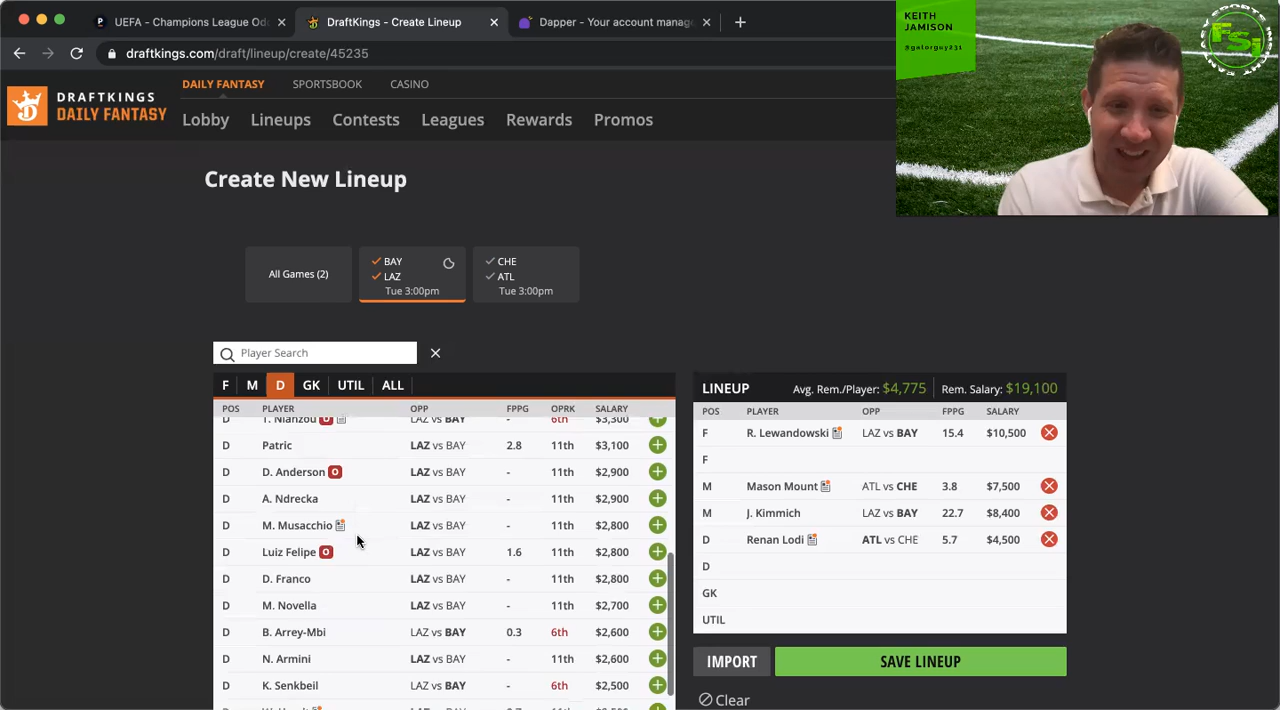 UEFA - Champions League Od
DraftKings - Create Lineup
Dapper - Your account manag
draftkings.com/draft/lineup/create/45235
KEITH
JAMISON
@gatorguy231
FSI
DRAFTKINGS
DAILY FANTASY
DAILY FANTASY SPORTSBOOK CASINO
Lobby Lineups Contests Leagues Rewards Promos
Create New Lineup
All Games (2)
BAY
LAZ
Tue 3:00pm
CHE
ATL
Tue 3:00pm
Player Search
F M D GK UTIL ALL
POS PLAYER OPP FPPG OPRK SALARY
D T. Nianzou O LAZ vs BAY - 6th $3,300
D Patric LAZ vs BAY 2.8 11th $3,100
D D. Anderson O LAZ vs BAY - 11th $2,900
D A. Ndrecka LAZ vs BAY - 11th $2,900
D M. Musacchio LAZ vs BAY - 11th $2,800
D Luiz Felipe O LAZ vs BAY 1.6 11th $2,800
D D. Franco LAZ vs BAY - 11th $2,800
D M. Novella LAZ vs BAY - 11th $2,700
D B. Arrey-Mbi LAZ vs BAY 0.3 6th $2,600
D N. Armini LAZ vs BAY - 11th $2,600
D K. Senkbeil LAZ vs BAY - 6th $2,500
LINEUP Avg. Rem./Player: $4,775 Rem. Salary: $19,100
POS PLAYER OPP FPPG SALARY
F R. Lewandowski LAZ vs BAY 15.4 $10,500
F
M Mason Mount ATL vs CHE 3.8 $7,500
M J. Kimmich LAZ vs BAY 22.7 $8,400
D Renan Lodi ATL vs CHE 5.7 $4,500
D
GK
UTIL
IMPORT SAVE LINEUP
Clear